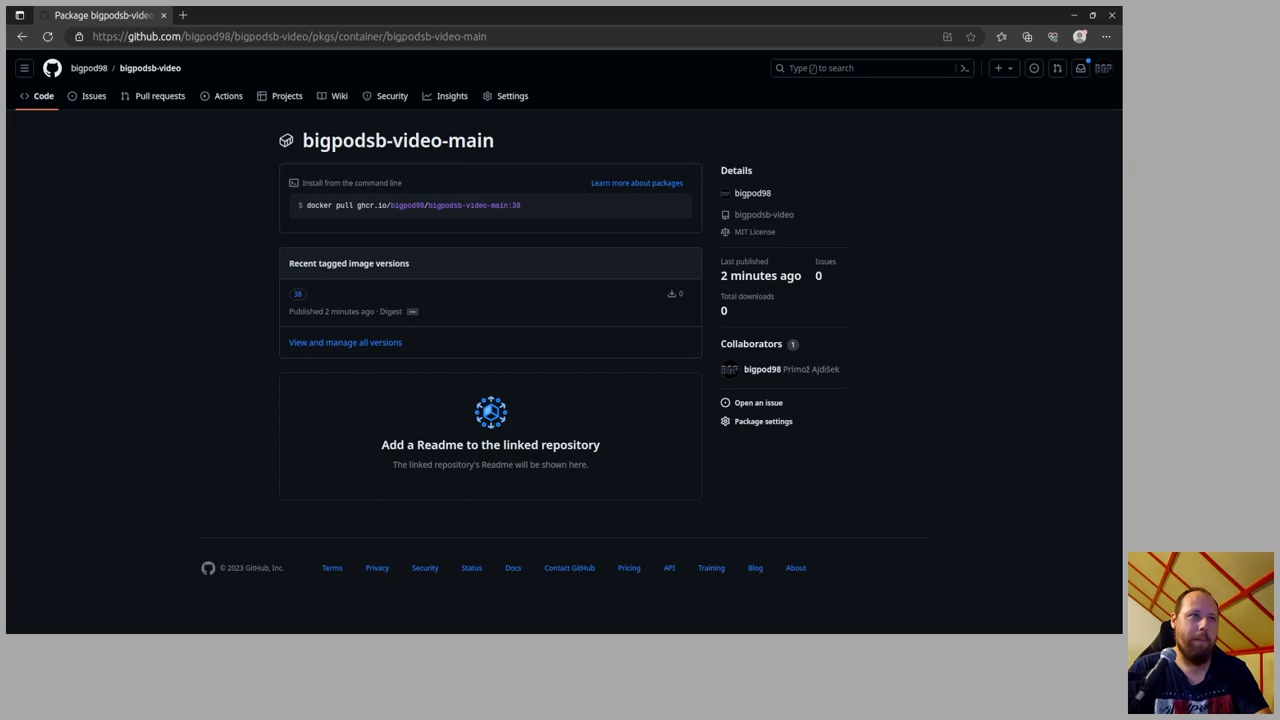 Package bigpodsb-video-
https://github.com/bigpod98/bigpodsb-video/pkgs/container/bigpodsb-video-main
bigpod98 / bigpodsb-video
Type / to search
Code Issues Pull requests Actions Projects Wiki Security Insights Settings
bigpodsb-video-main
Install from the command line
Learn more about packages
$ docker pull ghcr.io/bigpod98/bigpodsb-video-main:38
Recent tagged image versions
38
0
Published 2 minutes ago · Digest
View and manage all versions
Add a Readme to the linked repository
The linked repository's Readme will be shown here.
Details
bigpod98
bigpodsb-video
MIT License
Last published Issues
2 minutes ago 0
Total downloads
0
Collaborators 1
bigpod98 Primož Ajdišek
Open an issue
Package settings
© 2023 GitHub, Inc. Terms Privacy Security Status Docs Contact GitHub Pricing API Training Blog About